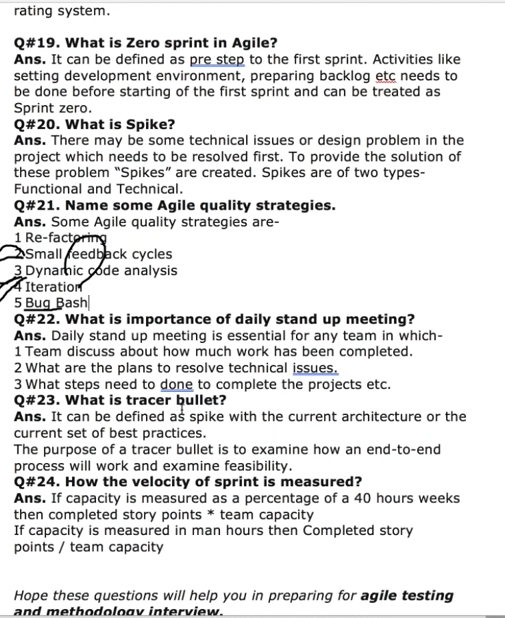 rating system.
Q#19. What is Zero sprint in Agile?
Ans. It can be defined as pre step to the first sprint. Activities like
setting development environment, preparing backlog etc needs to
be done before starting of the first sprint and can be treated as
Sprint zero.
Q#20. What is Spike?
Ans. There may be some technical issues or design problem in the
project which needs to be resolved first. To provide the solution of
these problem “Spikes” are created. Spikes are of two types-
Functional and Technical.
Q#21. Name some Agile quality strategies.
Ans. Some Agile quality strategies are-
1 Re-factoring
2 Small feedback cycles
3 Dynamic code analysis
4 Iteration
5 Bug Bash
Q#22. What is importance of daily stand up meeting?
Ans. Daily stand up meeting is essential for any team in which-
1 Team discuss about how much work has been completed.
2 What are the plans to resolve technical issues.
3 What steps need to done to complete the projects etc.
Q#23. What is tracer bullet?
Ans. It can be defined as spike with the current architecture or the
current set of best practices.
The purpose of a tracer bullet is to examine how an end-to-end
process will work and examine feasibility.
Q#24. How the velocity of sprint is measured?
Ans. If capacity is measured as a percentage of a 40 hours weeks
then completed story points * team capacity
If capacity is measured in man hours then Completed story
points / team capacity
Hope these questions will help you in preparing for agile testing
and methodology interview.